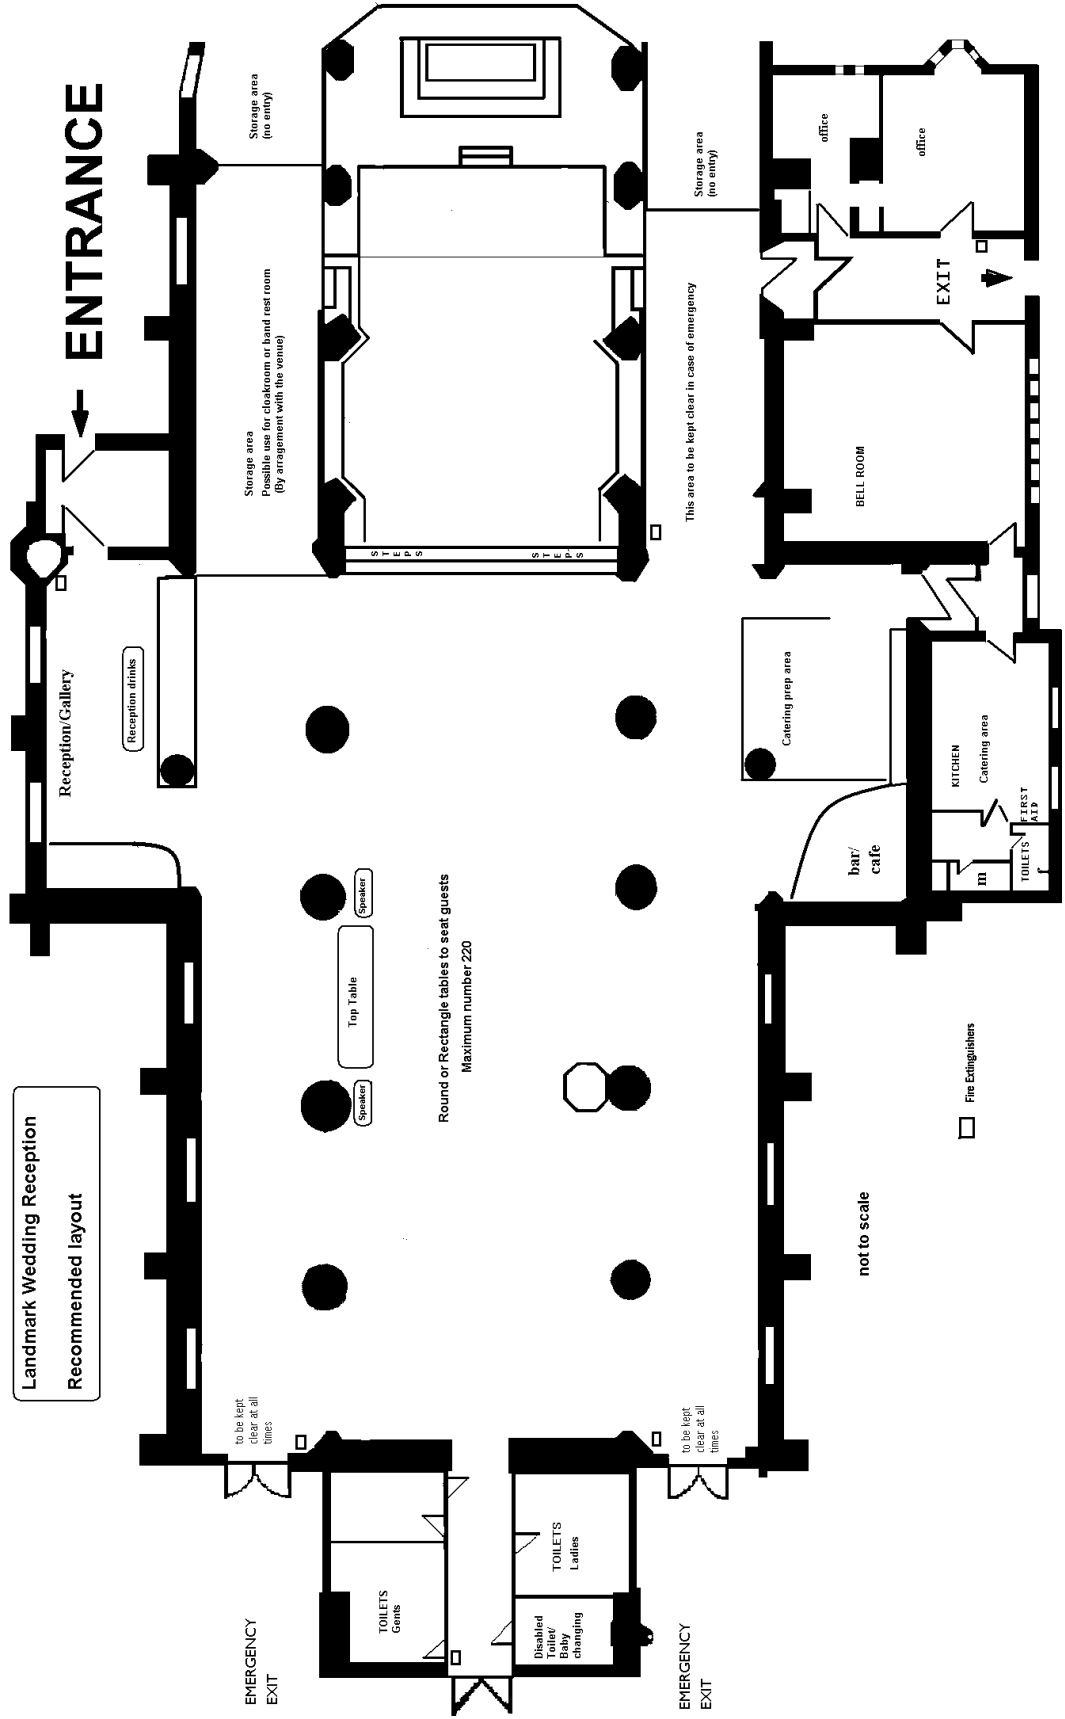 Landmark Wedding Reception
Recommended layout
ENTRANCE
Storage area
(no entry)
Storage area
Possible use for cloakroom or band rest room
(By arragement with the venue)
Reception/Gallery
Reception drinks
STEPS
STEPS
Storage area
(no entry)
This area to be kept clear in case of emergency
office
office
EXIT
BELL ROOM
Catering prep area
KITCHEN
Catering area
FIRST
AID
TOILETS
f
m
bar/
cafe
Speaker
Top Table
Speaker
Round or Rectangle tables to seat guests
Maximum number 220
Fire Extinguishers
not to scale
to be kept
clear at all
times
to be kept
clear at all
times
TOILETS
Gents
TOILETS
Ladies
Disabled
Toilet/
Baby
changing
EMERGENCY
EXIT
EMERGENCY
EXIT